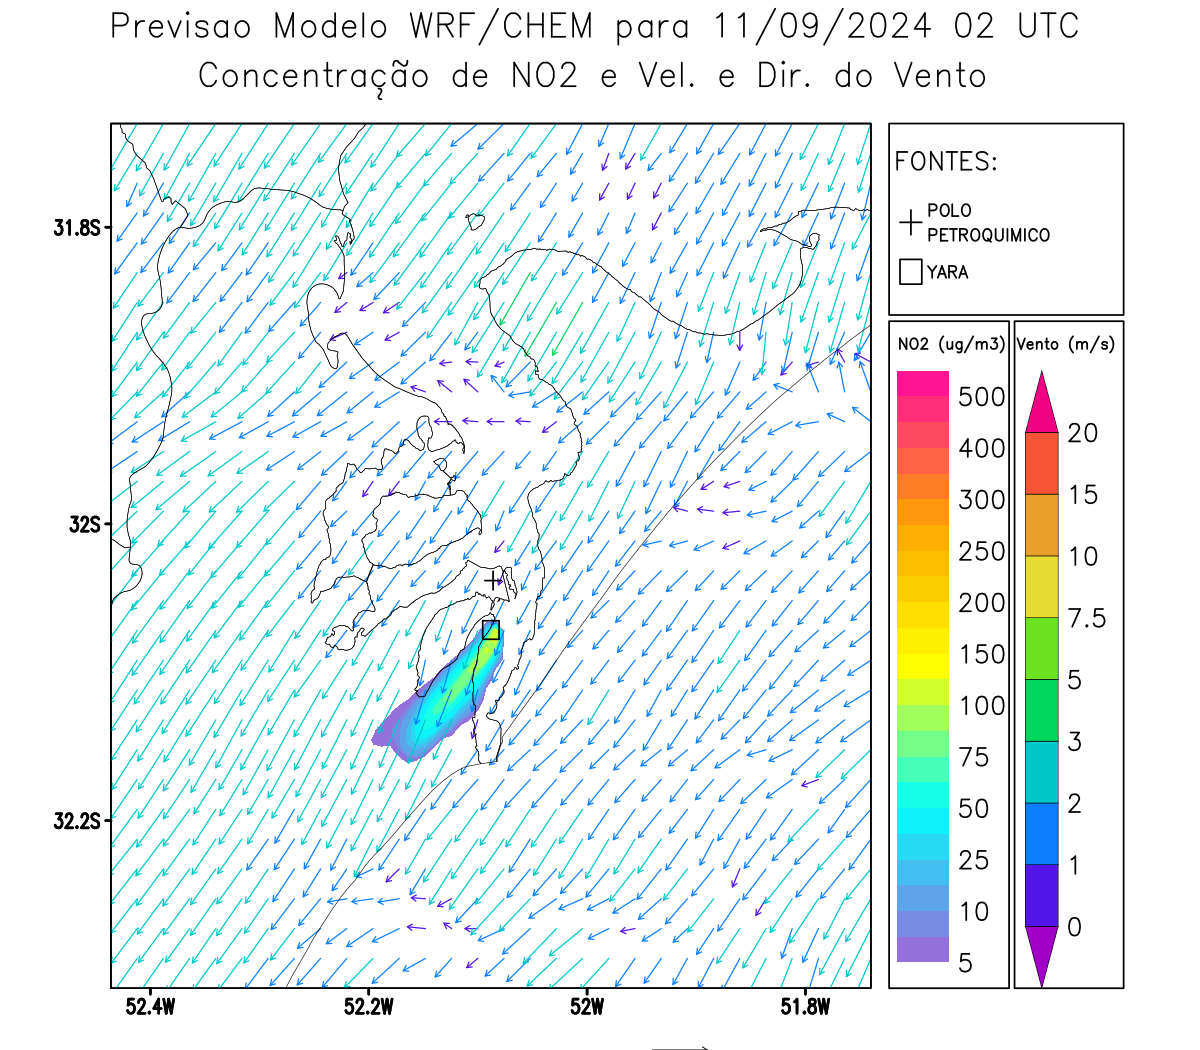 Previsao Modelo WRF/CHEM para 11/09/2024 02 UTC
Concentração de NO2 e Vel. e Dir. do Vento
FONTES:
POLO
PETROQUIMICO
YARA
NO2 (ug/m3)
500
400
300
250
200
150
100
75
50
25
10
5
Vento (m/s)
20
15
10
7.5
5
3
2
1
0
31.8S
32S
32.2S
52.4W
52.2W
52W
51.8W